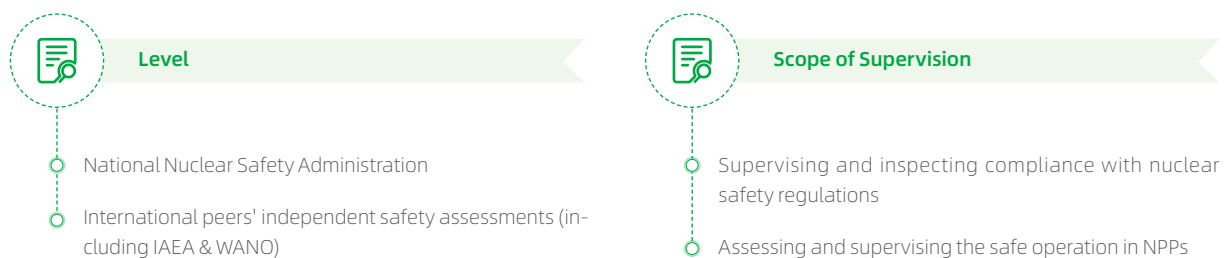 Level
National Nuclear Safety Administration
International peers' independent safety assessments (in-
cluding IAEA & WANO)
Scope of Supervision
Supervising and inspecting compliance with nuclear
safety regulations
Assessing and supervising the safe operation in NPPs